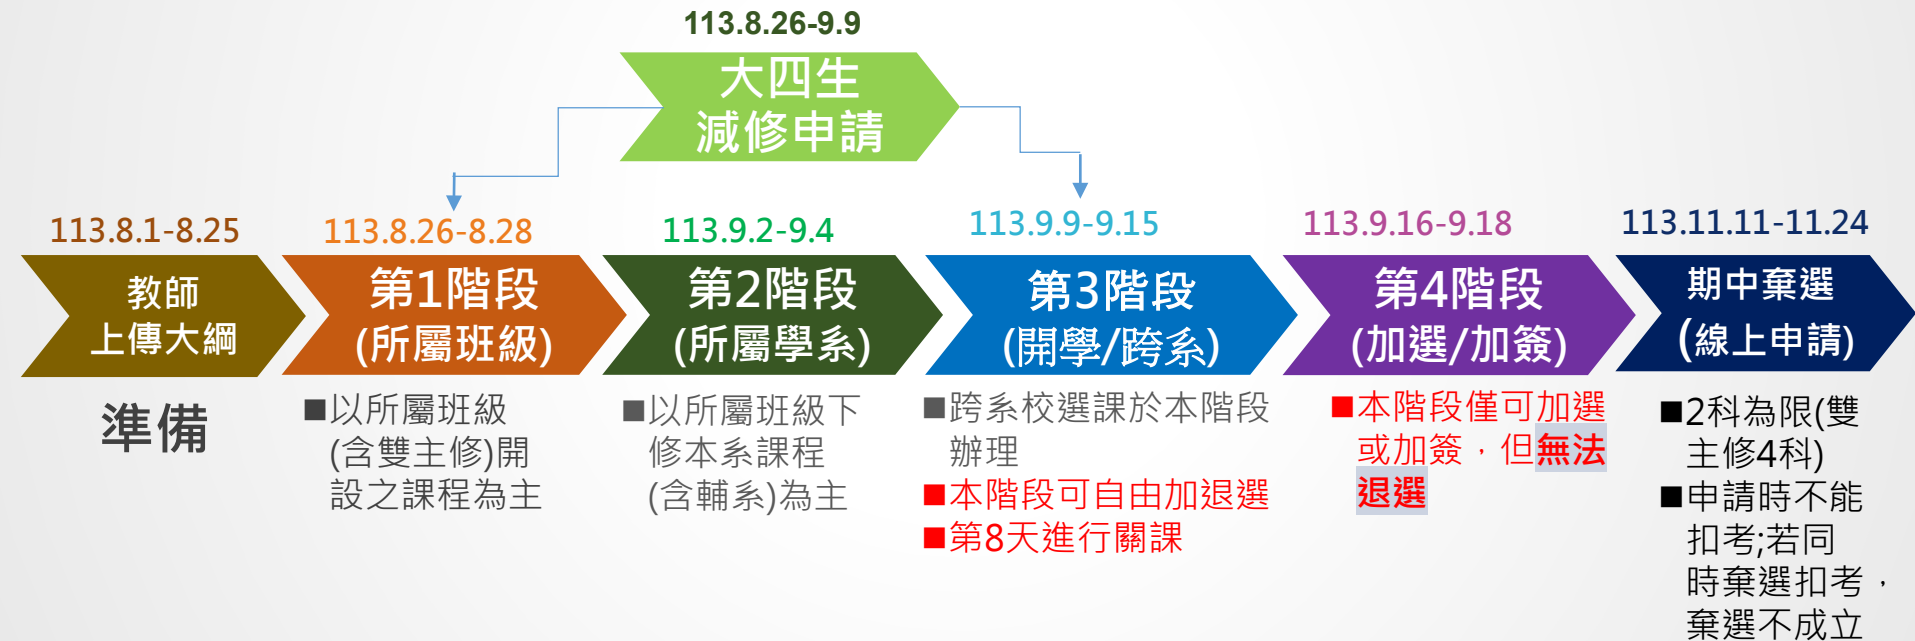 113.8.26-9.9
大四生
減修申請
113.8.1-8.25
教師
上傳大綱
準備
113.8.26-8.28
第1階段
(所屬班級)
■以所屬班級
(含雙主修)開
設之課程為主
113.9.2-9.4
第2階段
(所屬學系)
■以所屬班級下
修本系課程
(含輔系)為主
113.9.9-9.15
第3階段
(開學/跨系)
■跨系校選課於本階段
辦理
■本階段可自由加退選
■第8天進行關課
113.9.16-9.18
第4階段
(加選/加簽)
■本階段僅可加選
或加簽，但無法
退選
113.11.11-11.24
期中棄選
(線上申請)
■2科為限(雙
主修4科)
■申請時不能
扣考;若同
時棄選扣考，
棄選不成立